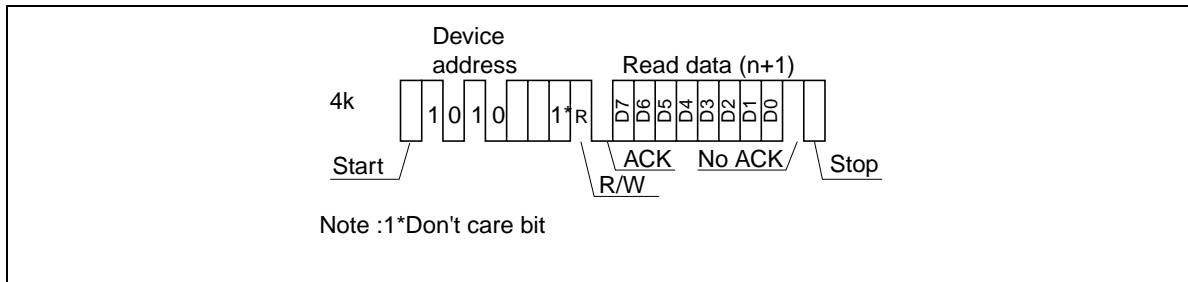 Device
address Read data (n+1)
4k 1 0 1 0 1* R D7 D6 D5 D4 D3 D2 D1 D0
Start ACK No ACK Stop
R/W
Note :1*Don't care bit